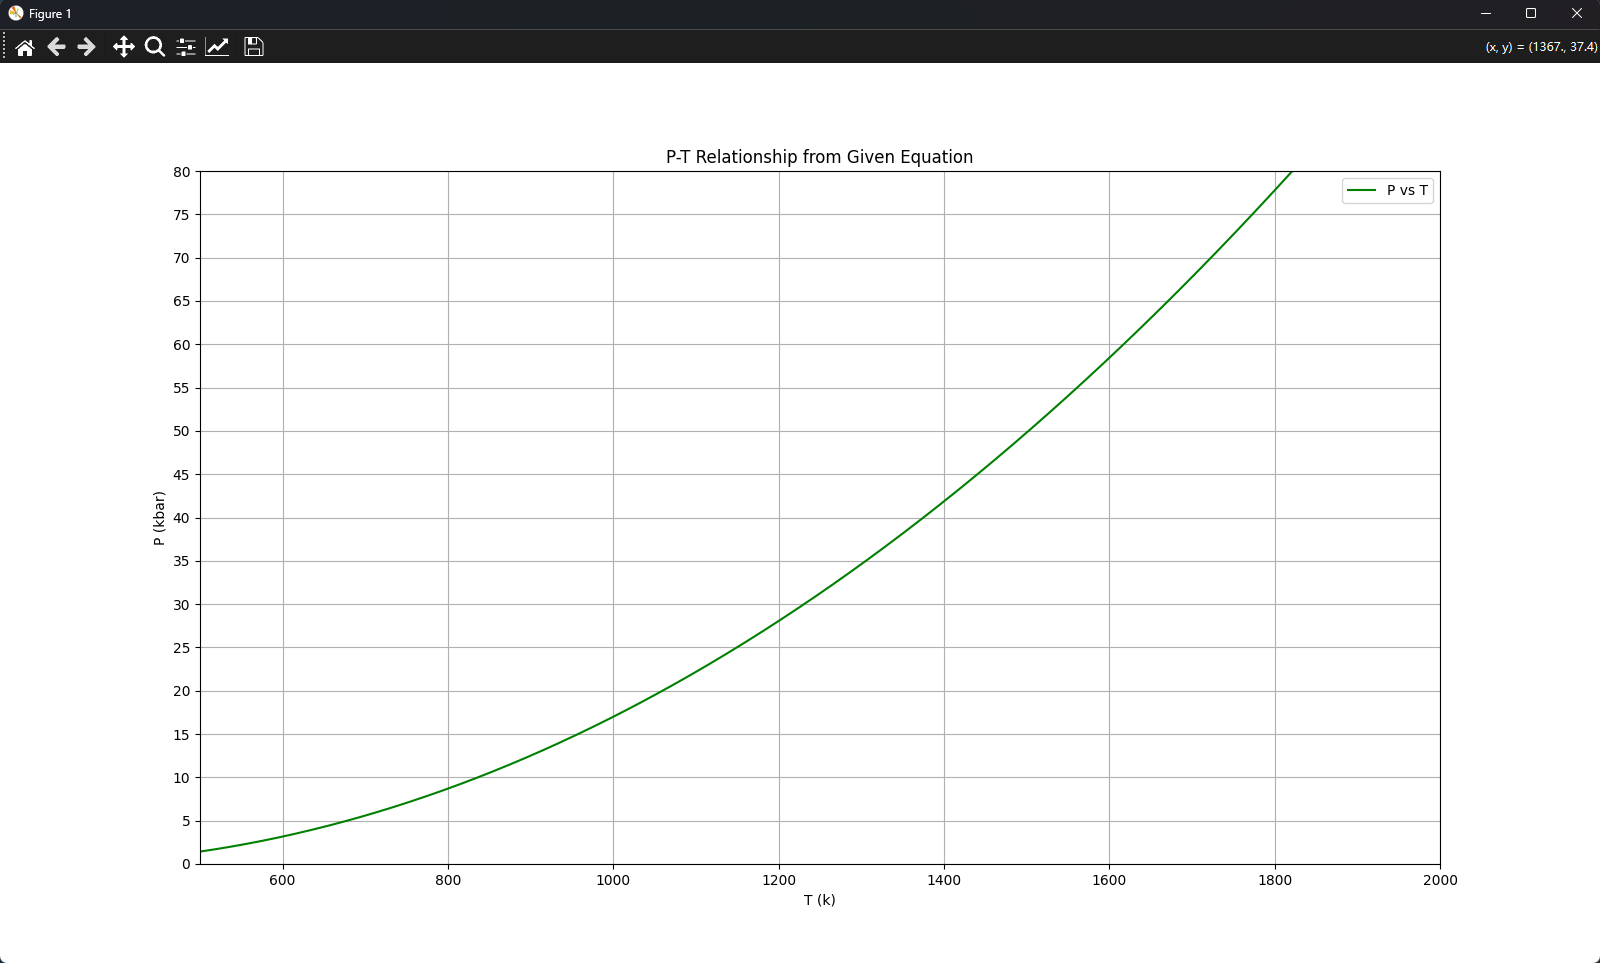 Figure 1
(x, y) = (1367., 37.4)
P-T Relationship from Given Equation
P vs T
80
75
70
65
60
55
50
45
40
35
30
25
20
15
10
5
0
P (kbar)
600 800 1000 1200 1400 1600 1800 2000
T (k)